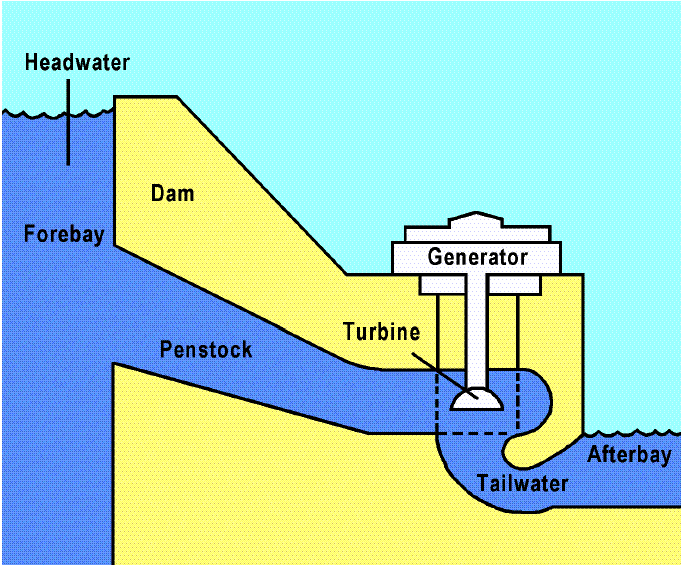 Headwater
Dam
Forebay
Generator
Turbine
Penstock
Afterbay
Tailwater